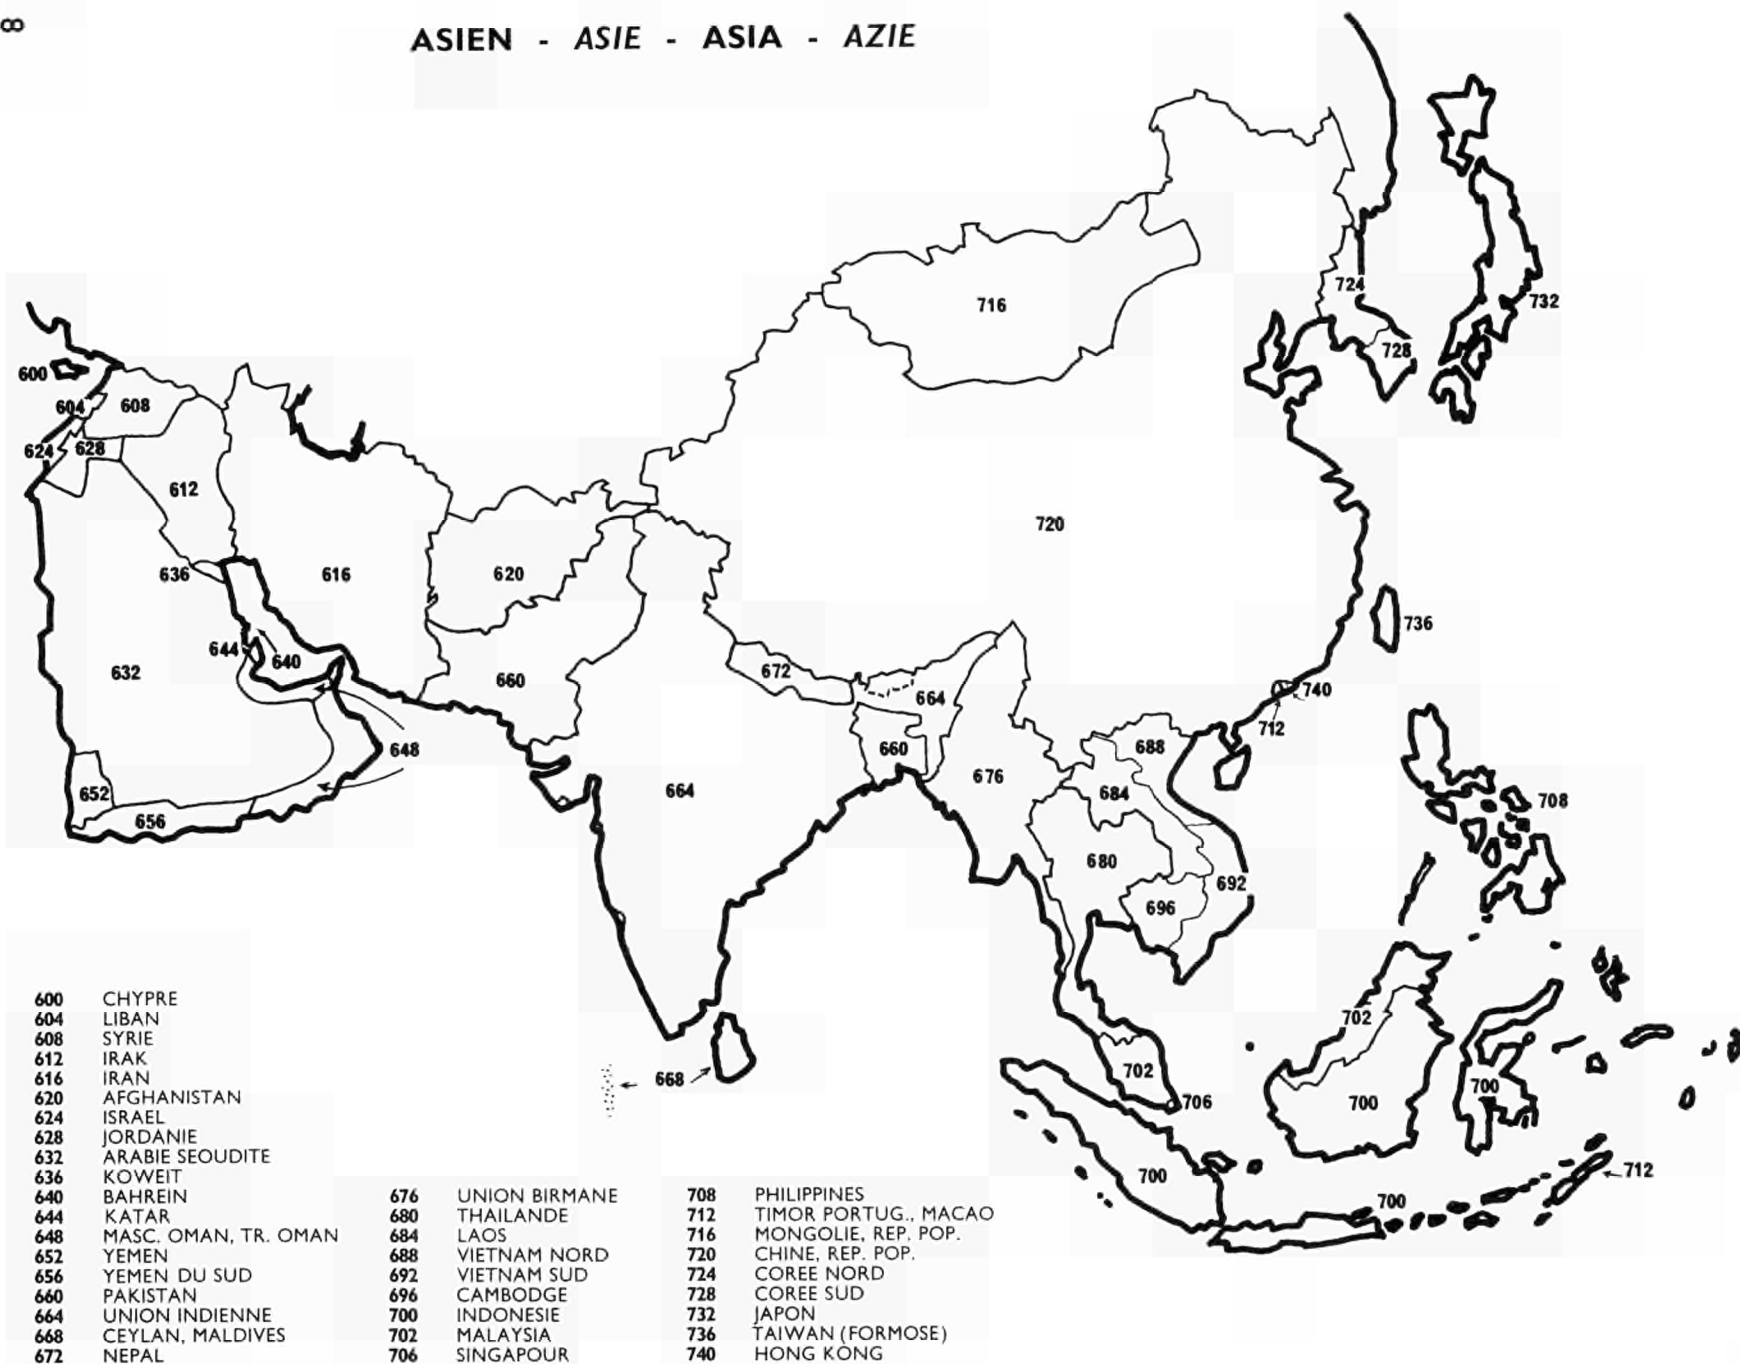 8
ASIEN - ASIE - ASIA - AZIE
716
724
732
728
600
604
608
624
628
612
720
636
616
620
736
644
640
632
672
660
664
740
712
648
660
688
676
652
664
684
708
656
680
692
696
702
668
702
706
700
700
700
712
700
600 CHYPRE
604 LIBAN
608 SYRIE
612 IRAK
616 IRAN
620 AFGHANISTAN
624 ISRAEL
628 JORDANIE
632 ARABIE SEOUDITE
636 KOWEIT
640 BAHREIN
644 KATAR
648 MASC. OMAN, TR. OMAN
652 YEMEN
656 YEMEN DU SUD
660 PAKISTAN
664 UNION INDIENNE
668 CEYLAN, MALDIVES
672 NEPAL
676 UNION BIRMANE
680 THAILANDE
684 LAOS
688 VIETNAM NORD
692 VIETNAM SUD
696 CAMBODGE
700 INDONESIE
702 MALAYSIA
706 SINGAPOUR
708 PHILIPPINES
712 TIMOR PORTUG., MACAO
716 MONGOLIE, REP. POP.
720 CHINE, REP. POP.
724 COREE NORD
728 COREE SUD
732 JAPON
736 TAIWAN (FORMOSE)
740 HONG KONG